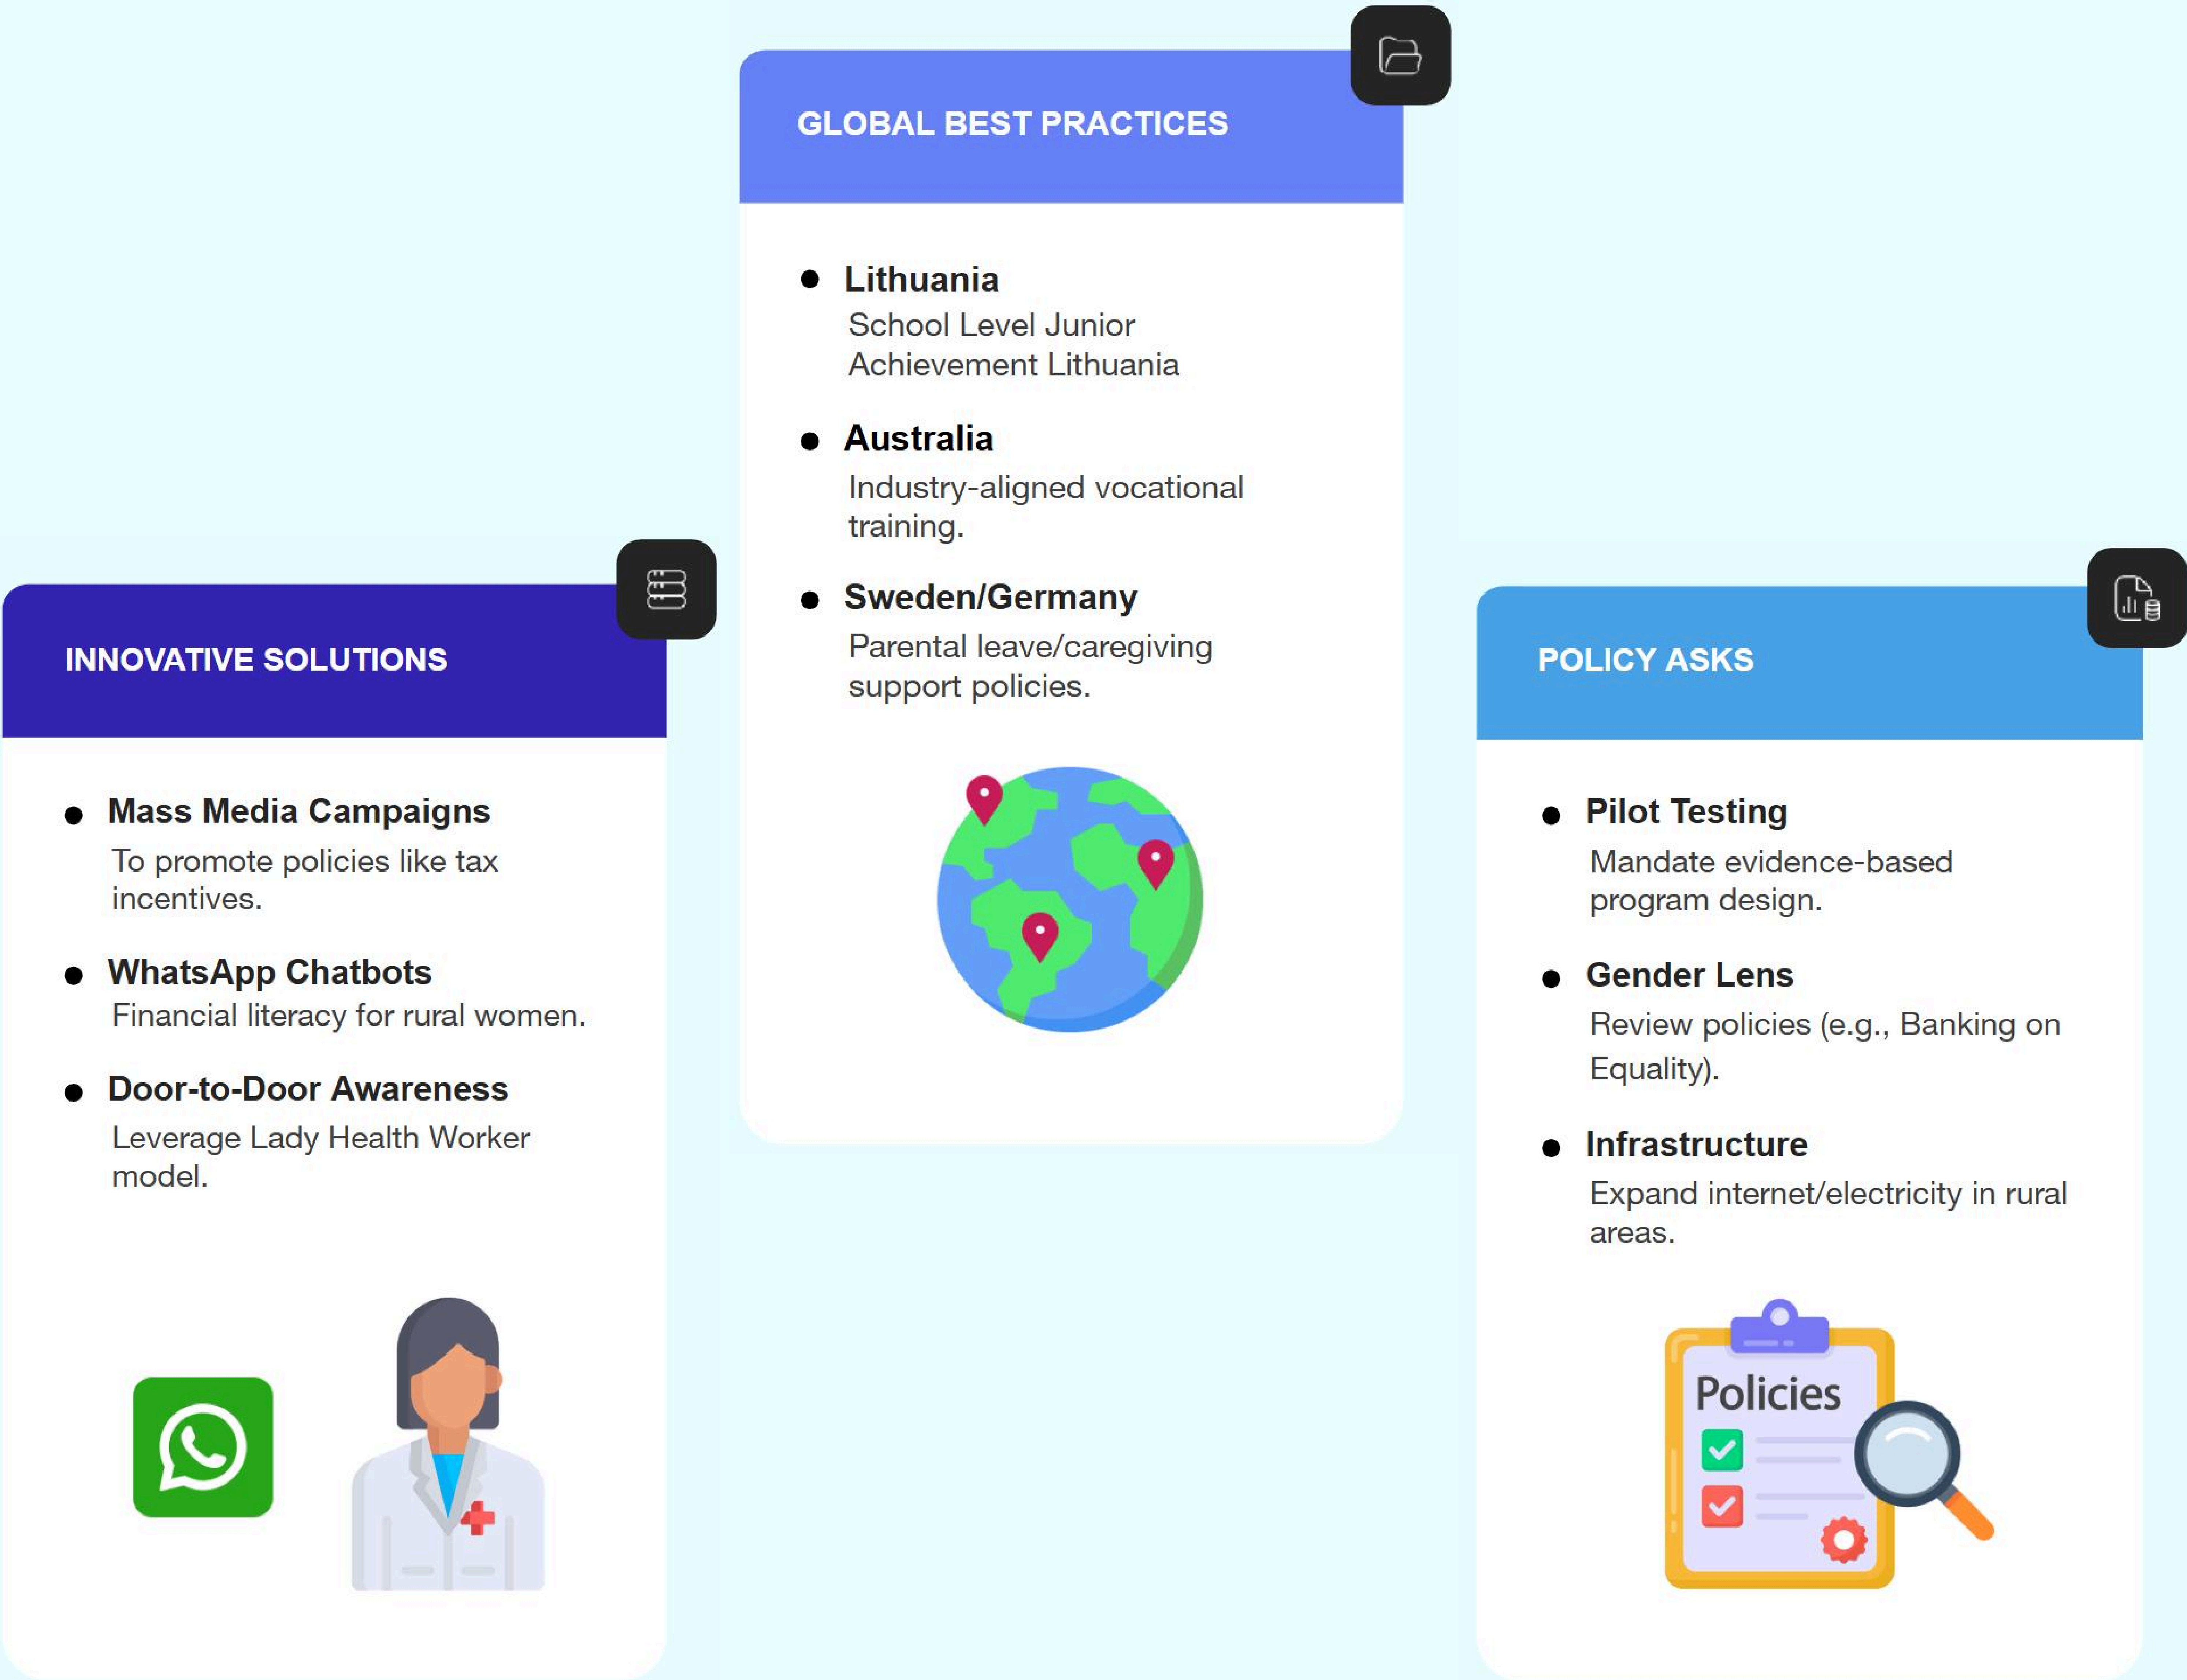 INNOVATIVE SOLUTIONS
Mass Media Campaigns
To promote policies like tax
incentives.
WhatsApp Chatbots
Financial literacy for rural women.
Door-to-Door Awareness
Leverage Lady Health Worker
model.
GLOBAL BEST PRACTICES
Lithuania
School Level Junior
Achievement Lithuania
Australia
Industry-aligned vocational
training.
Sweden/Germany
Parental leave/caregiving
support policies.
POLICY ASKS
Pilot Testing
Mandate evidence-based
program design.
Gender Lens
Review policies (e.g., Banking on
Equality).
Infrastructure
Expand internet/electricity in rural
areas.
Policies